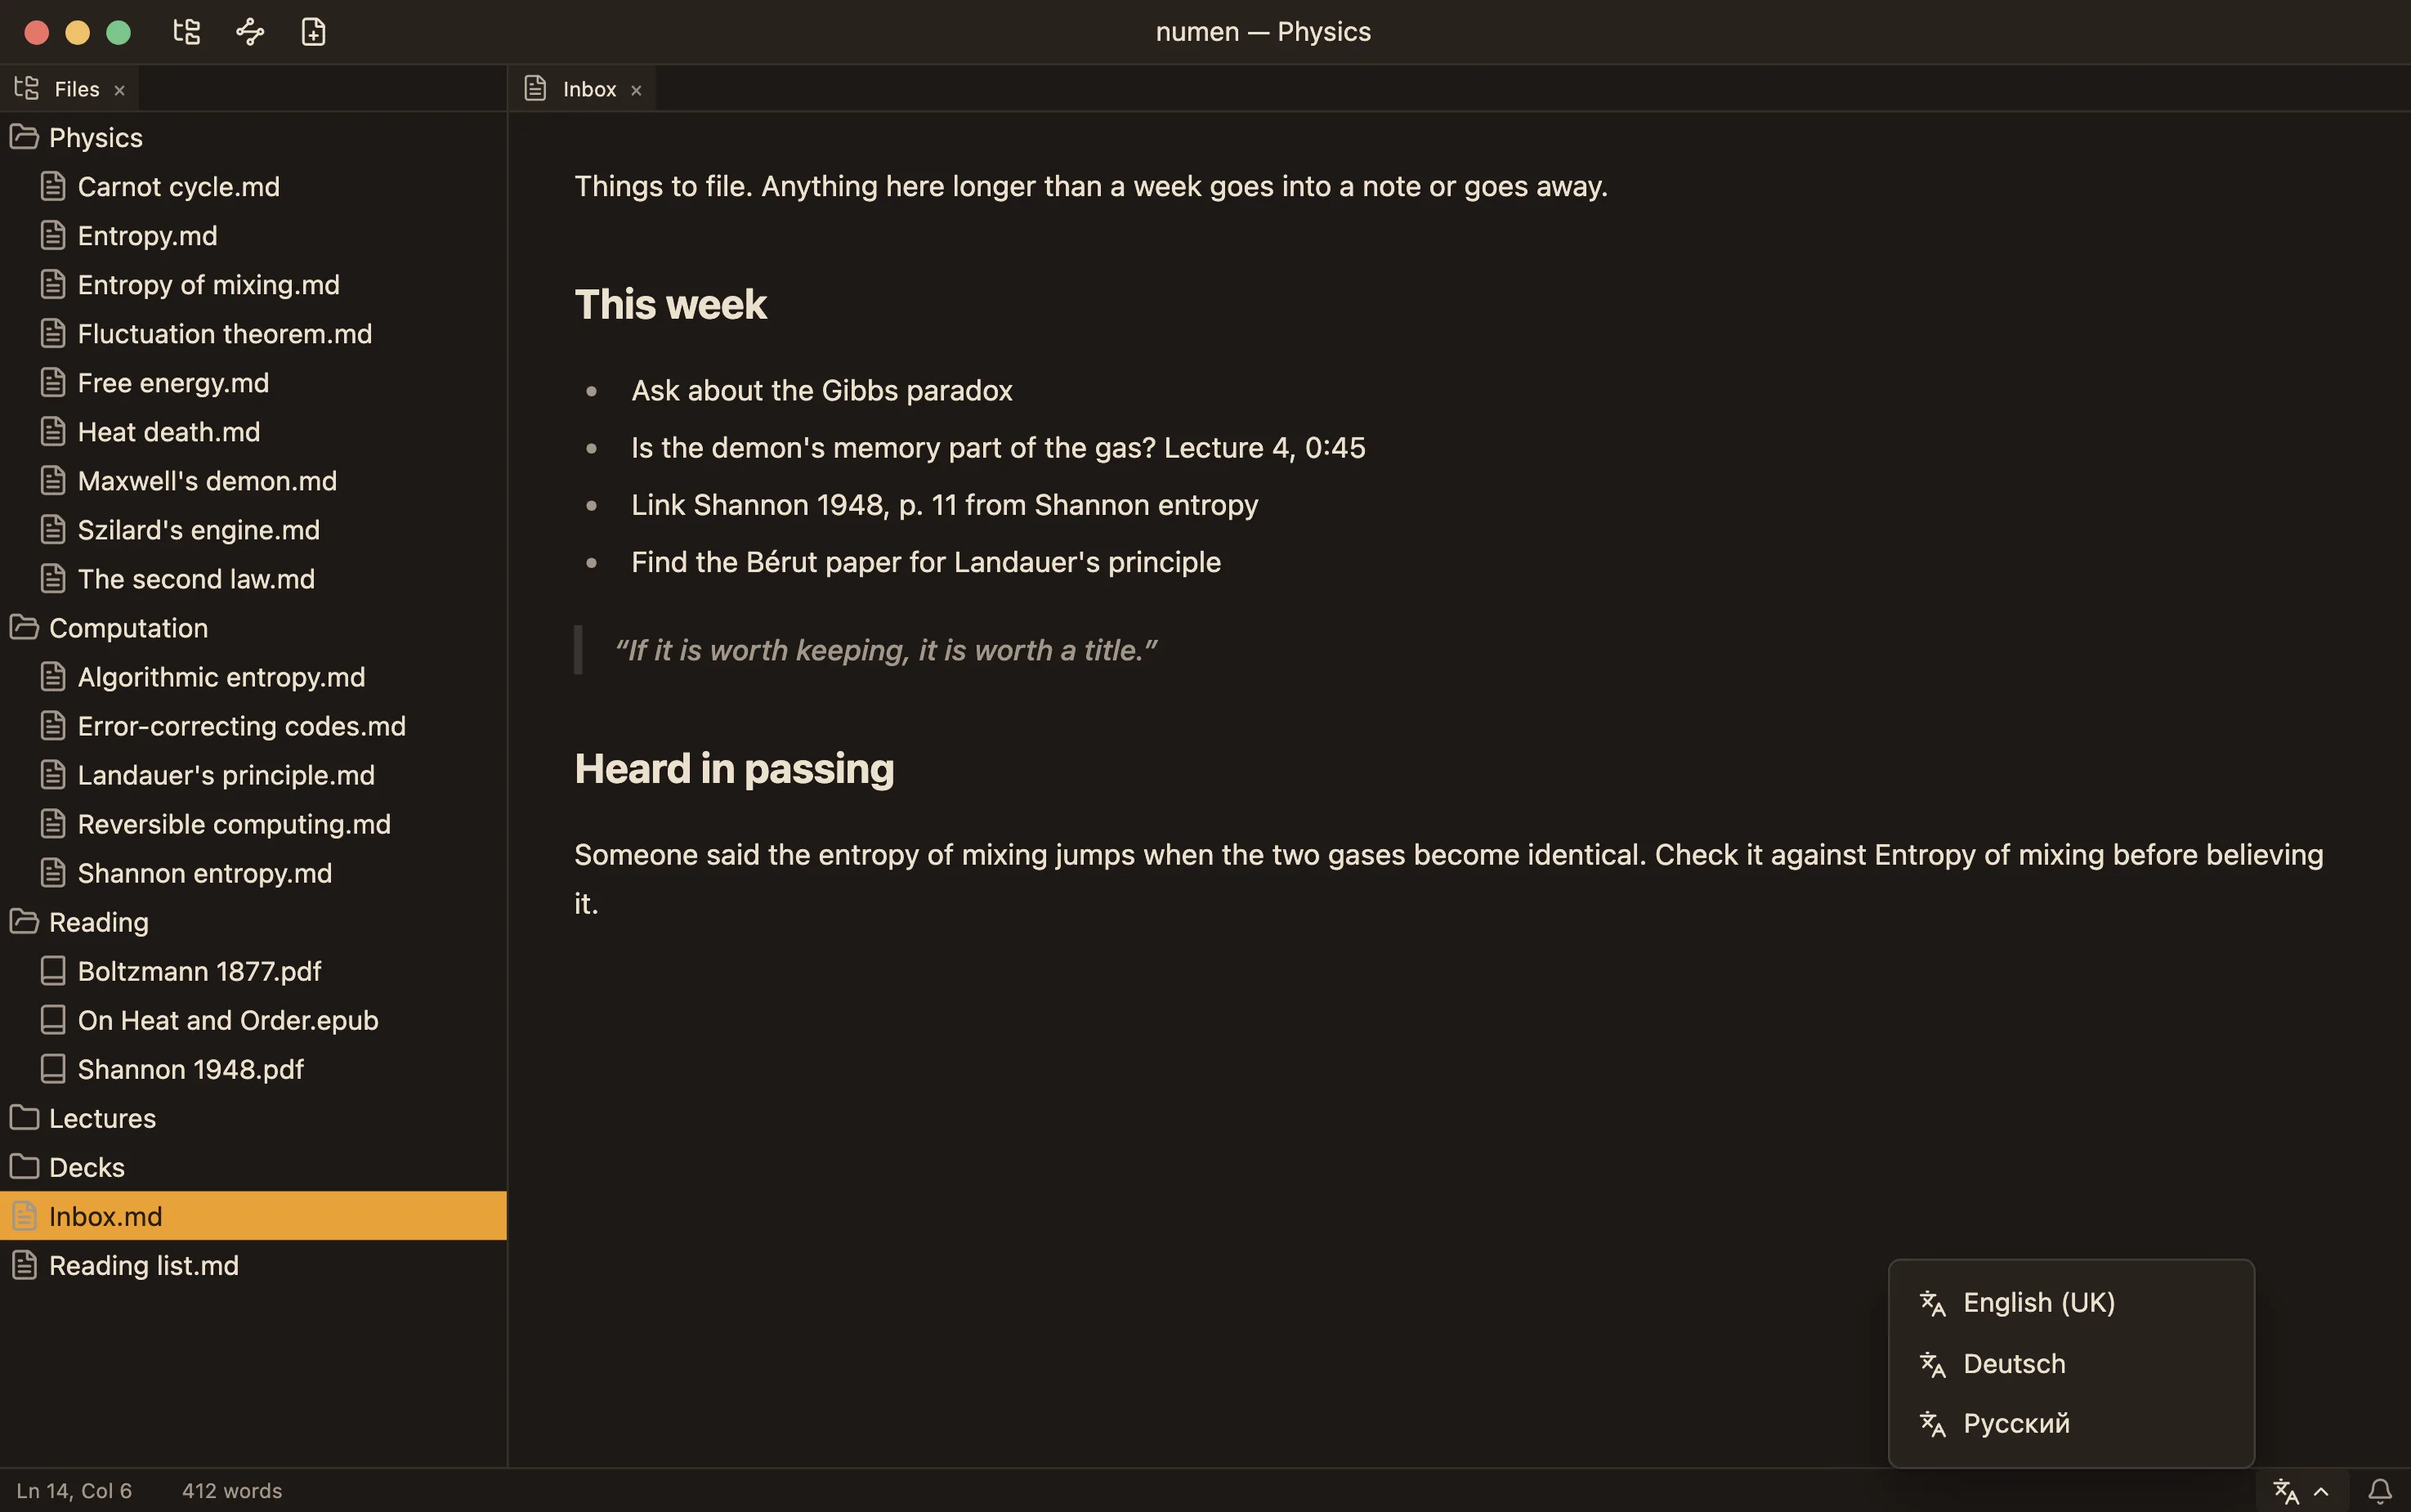 numen — Physics
Files
Inbox
Physics
Carnot cycle.md
Entropy.md
Entropy of mixing.md
Fluctuation theorem.md
Free energy.md
Heat death.md
Maxwell's demon.md
Szilard's engine.md
The second law.md
Computation
Algorithmic entropy.md
Error-correcting codes.md
Landauer's principle.md
Reversible computing.md
Shannon entropy.md
Reading
Boltzmann 1877.pdf
On Heat and Order.epub
Shannon 1948.pdf
Lectures
Decks
Inbox.md
Reading list.md
Things to file. Anything here longer than a week goes into a note or goes away.
This week
• Ask about the Gibbs paradox
• Is the demon's memory part of the gas? Lecture 4, 0:45
• Link Shannon 1948, p. 11 from Shannon entropy
• Find the Bérut paper for Landauer's principle
“If it is worth keeping, it is worth a title.”
Heard in passing
Someone said the entropy of mixing jumps when the two gases become identical. Check it against Entropy of mixing before believing
it.
English (UK)
Deutsch
Русский
Ln 14, Col 6
412 words